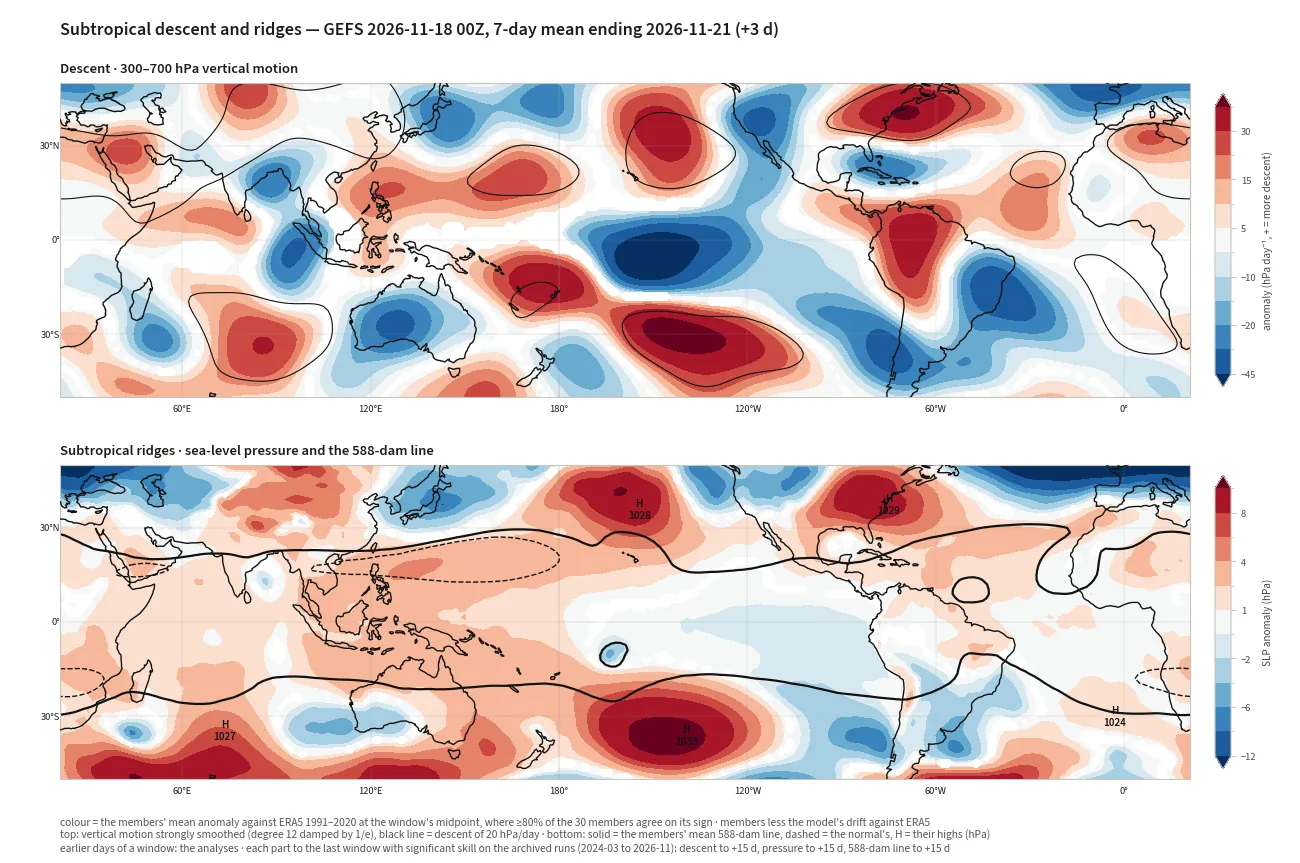 Subtropical descent and ridges — GEFS 2026-11-18 00Z, 7-day mean ending 2026-11-21 (+3 d)
Descent · 300–700 hPa vertical motion
30°N
0°
30°S
60°E
120°E
180°
120°W
60°W
0°
30
15
5
−10
−20
−45
anomaly (hPa day⁻¹, + = more descent)
Subtropical ridges · sea-level pressure and the 588-dam line
H
1028
H
1029
30°N
0°
30°S
H
1027
H
1032
H
1024
60°E
120°E
180°
120°W
60°W
0°
8
4
1
−2
−6
−12
SLP anomaly (hPa)
colour = the members' mean anomaly against ERA5 1991–2020 at the window's midpoint, where ≥80% of the 30 members agree on its sign · members less the model's drift against ERA5
top: vertical motion strongly smoothed (degree 12 damped by 1/e), black line = descent of 20 hPa/day · bottom: solid = the members' mean 588-dam line, dashed = the normal's, H = their highs (hPa)
earlier days of a window: the analyses · each part to the last window with significant skill on the archived runs (2024-03 to 2026-11): descent to +15 d, pressure to +15 d, 588-dam line to +15 d